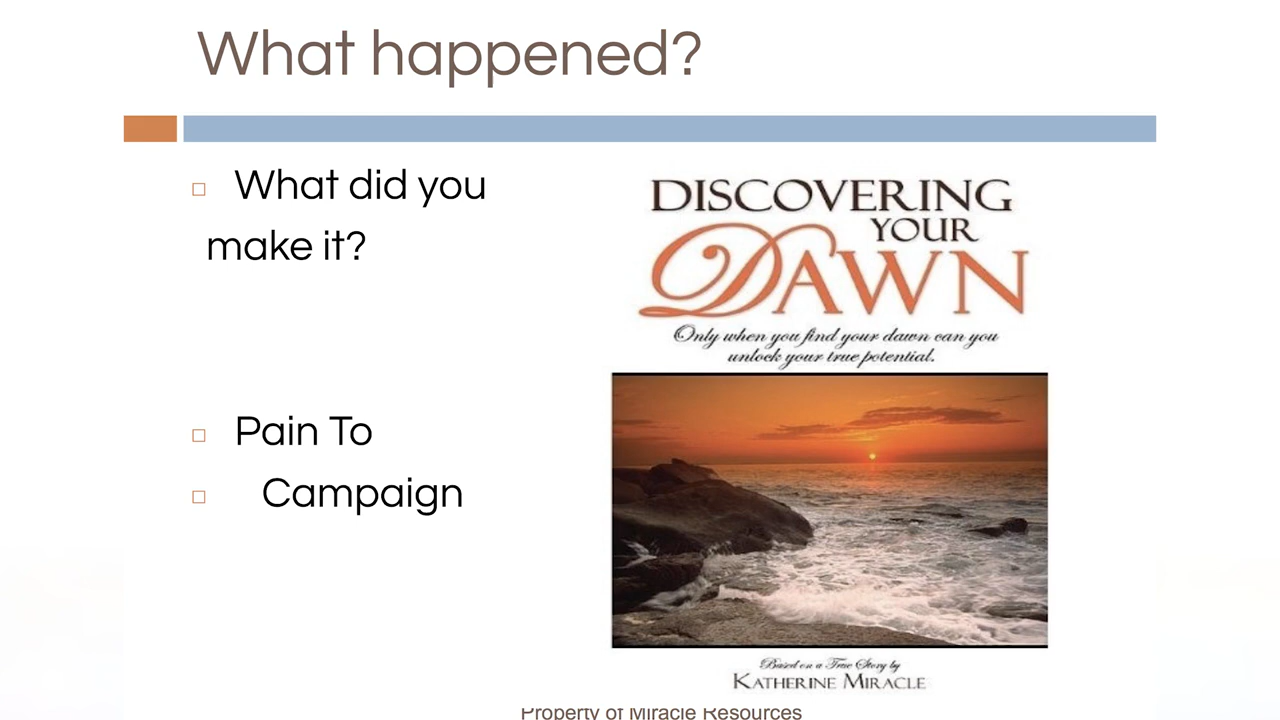 What happened?
What did you
make it?
Pain To
Campaign
DISCOVERING
YOUR
DAWN
Only when you find your dawn can you
unlock your true potential.
Based on a True Story by
KATHERINE MIRACLE
Property of Miracle Resources